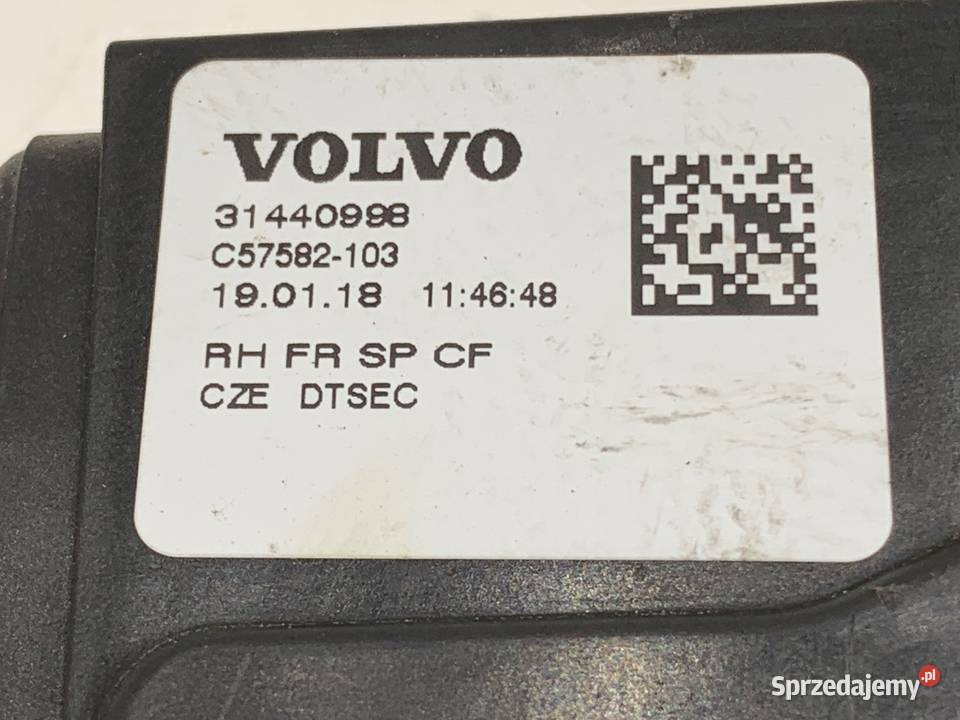 VOLVO
31440998
C57582-103
19.01.18 11:46:48
RH FR SP CF
CZE DTSEC
Sprzedajemy.pl